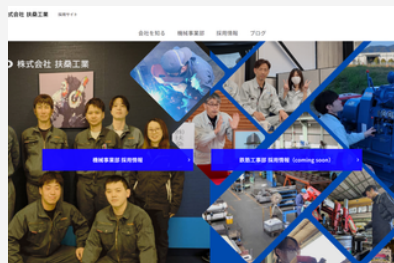 式会社 扶桑工業 採用サイト
会社を知る 機械事業部 採用情報 ブログ
株式会社 扶桑工業
機械事業部 採用情報
鉄筋工事部 採用情報（coming soon）